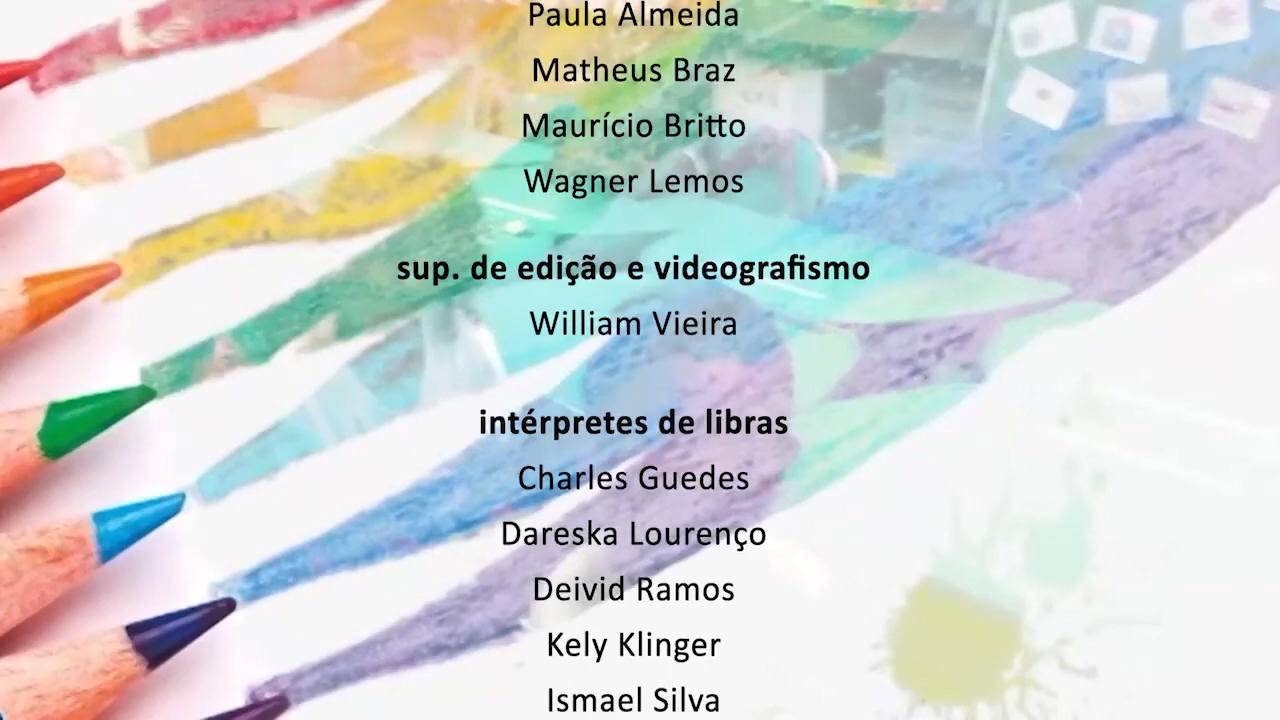 Paula Almeida
Matheus Braz
Maurício Britto
Wagner Lemos
sup. de edição e videografismo
William Vieira
intérpretes de libras
Charles Guedes
Dareska Lourenço
Deivid Ramos
Kely Klinger
Ismael Silva